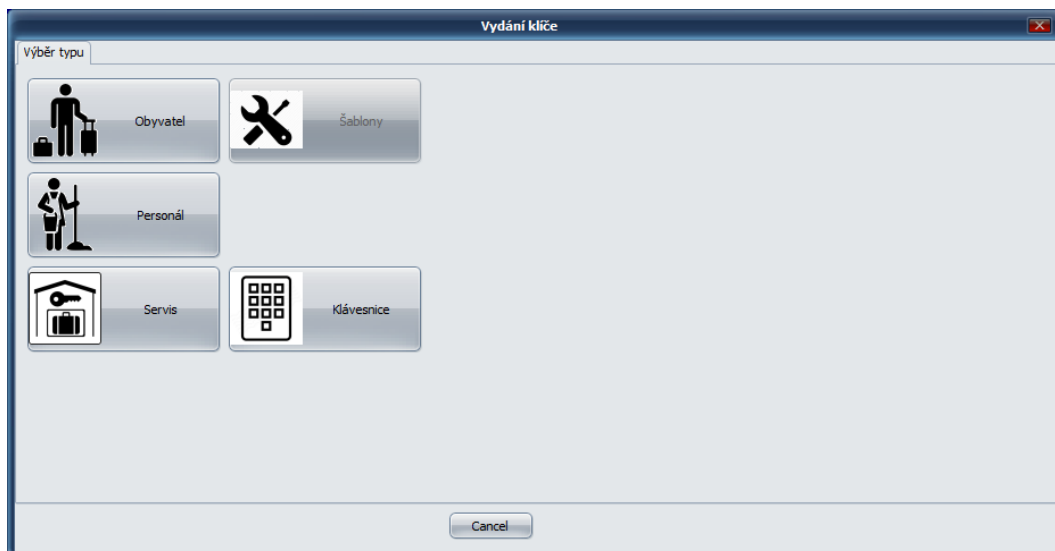 Vydání klíče
Výběr typu
Obyvatel
Šablony
Personál
Servis
Klávesnice
Cancel